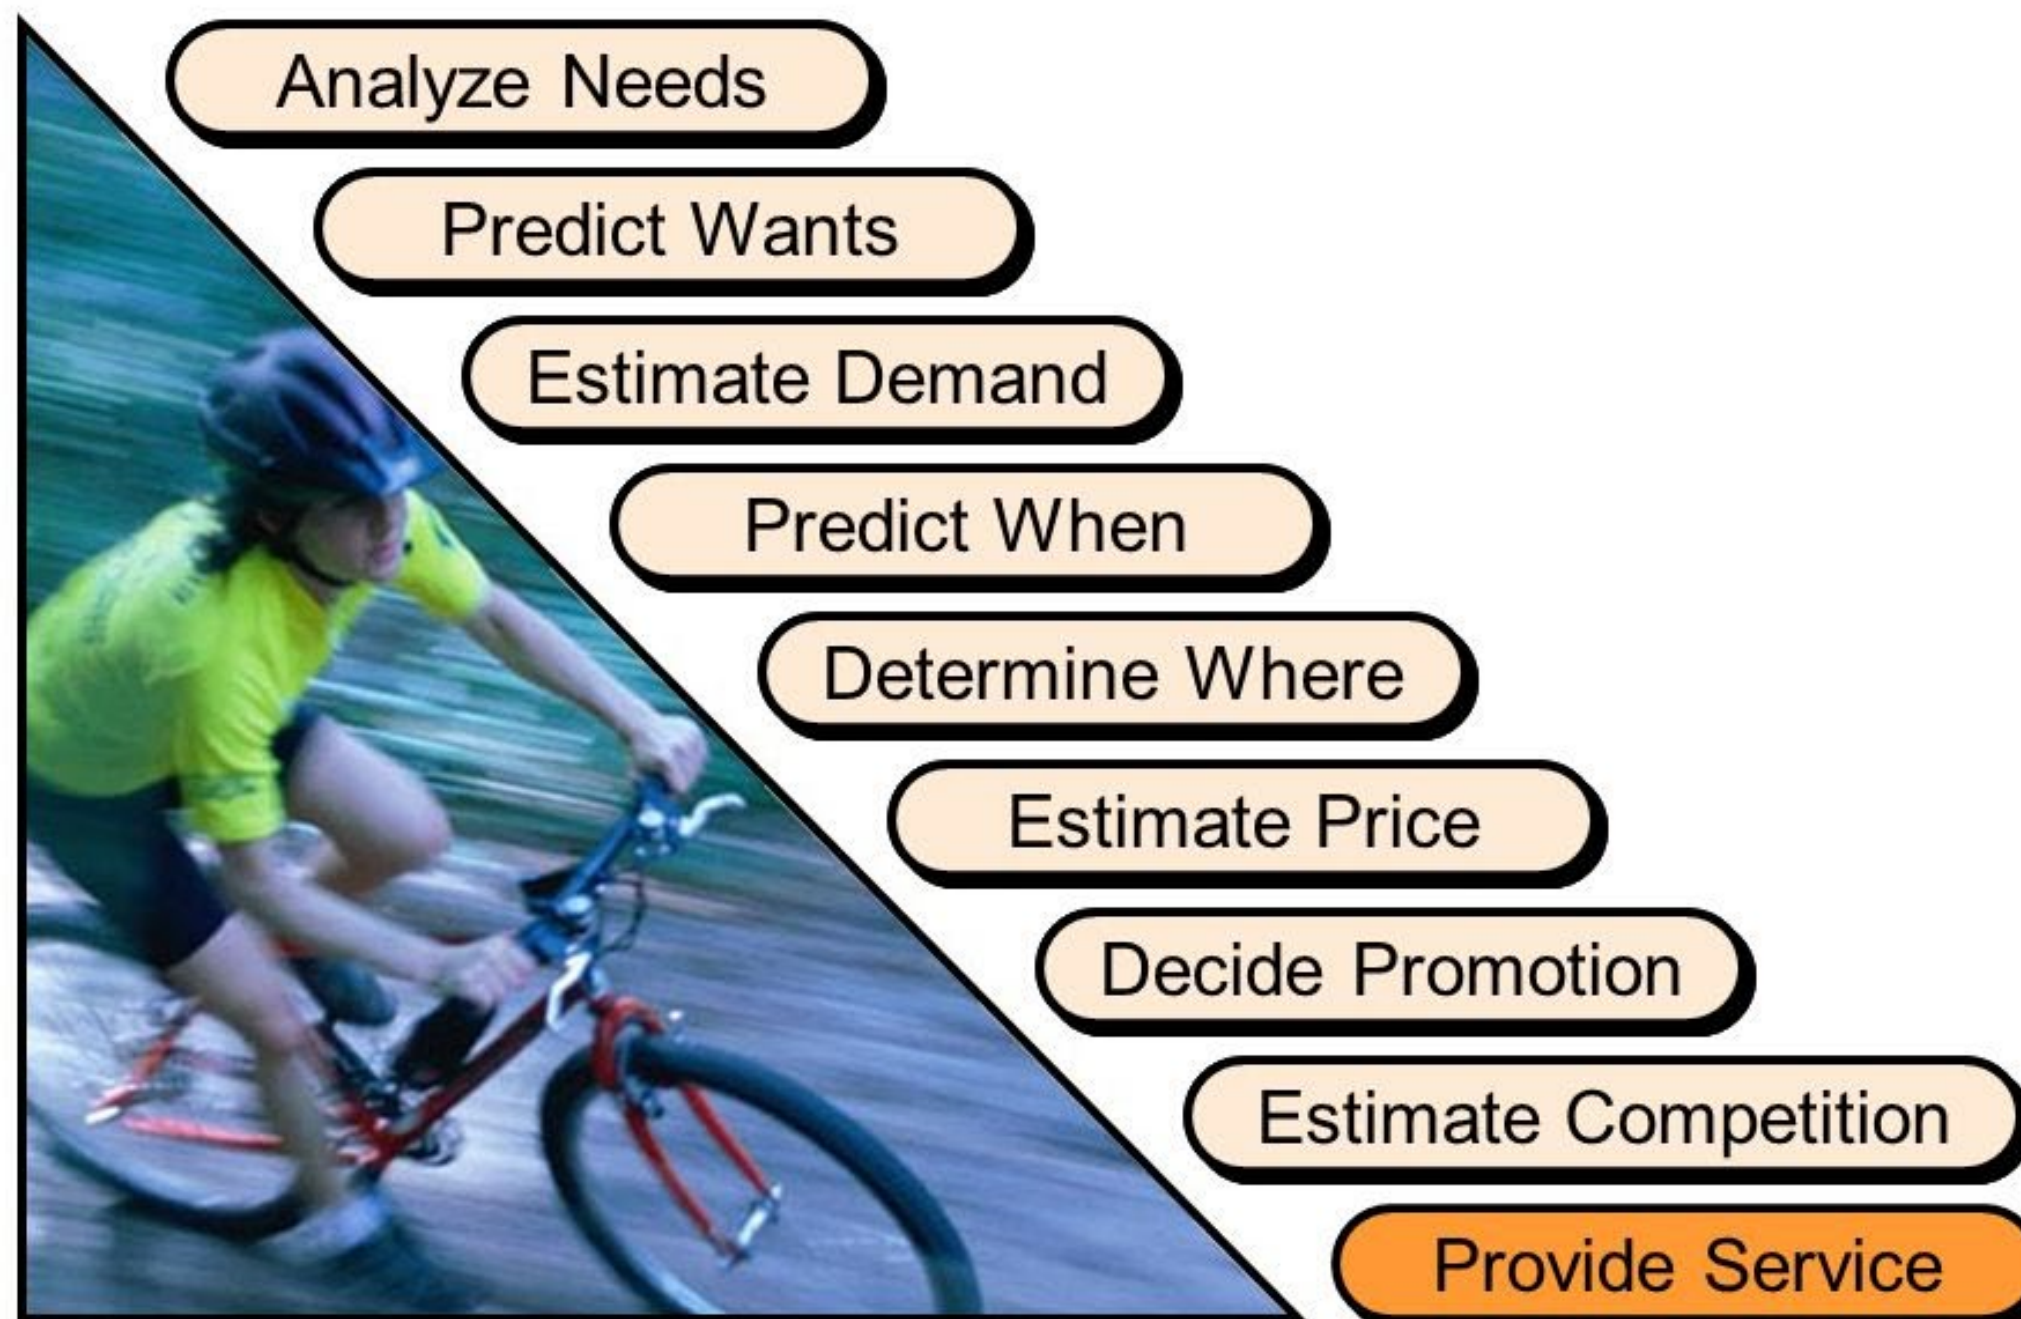 Analyze Needs
Predict Wants
Estimate Demand
Predict When
Determine Where
Estimate Price
Decide Promotion
Estimate Competition
Provide Service